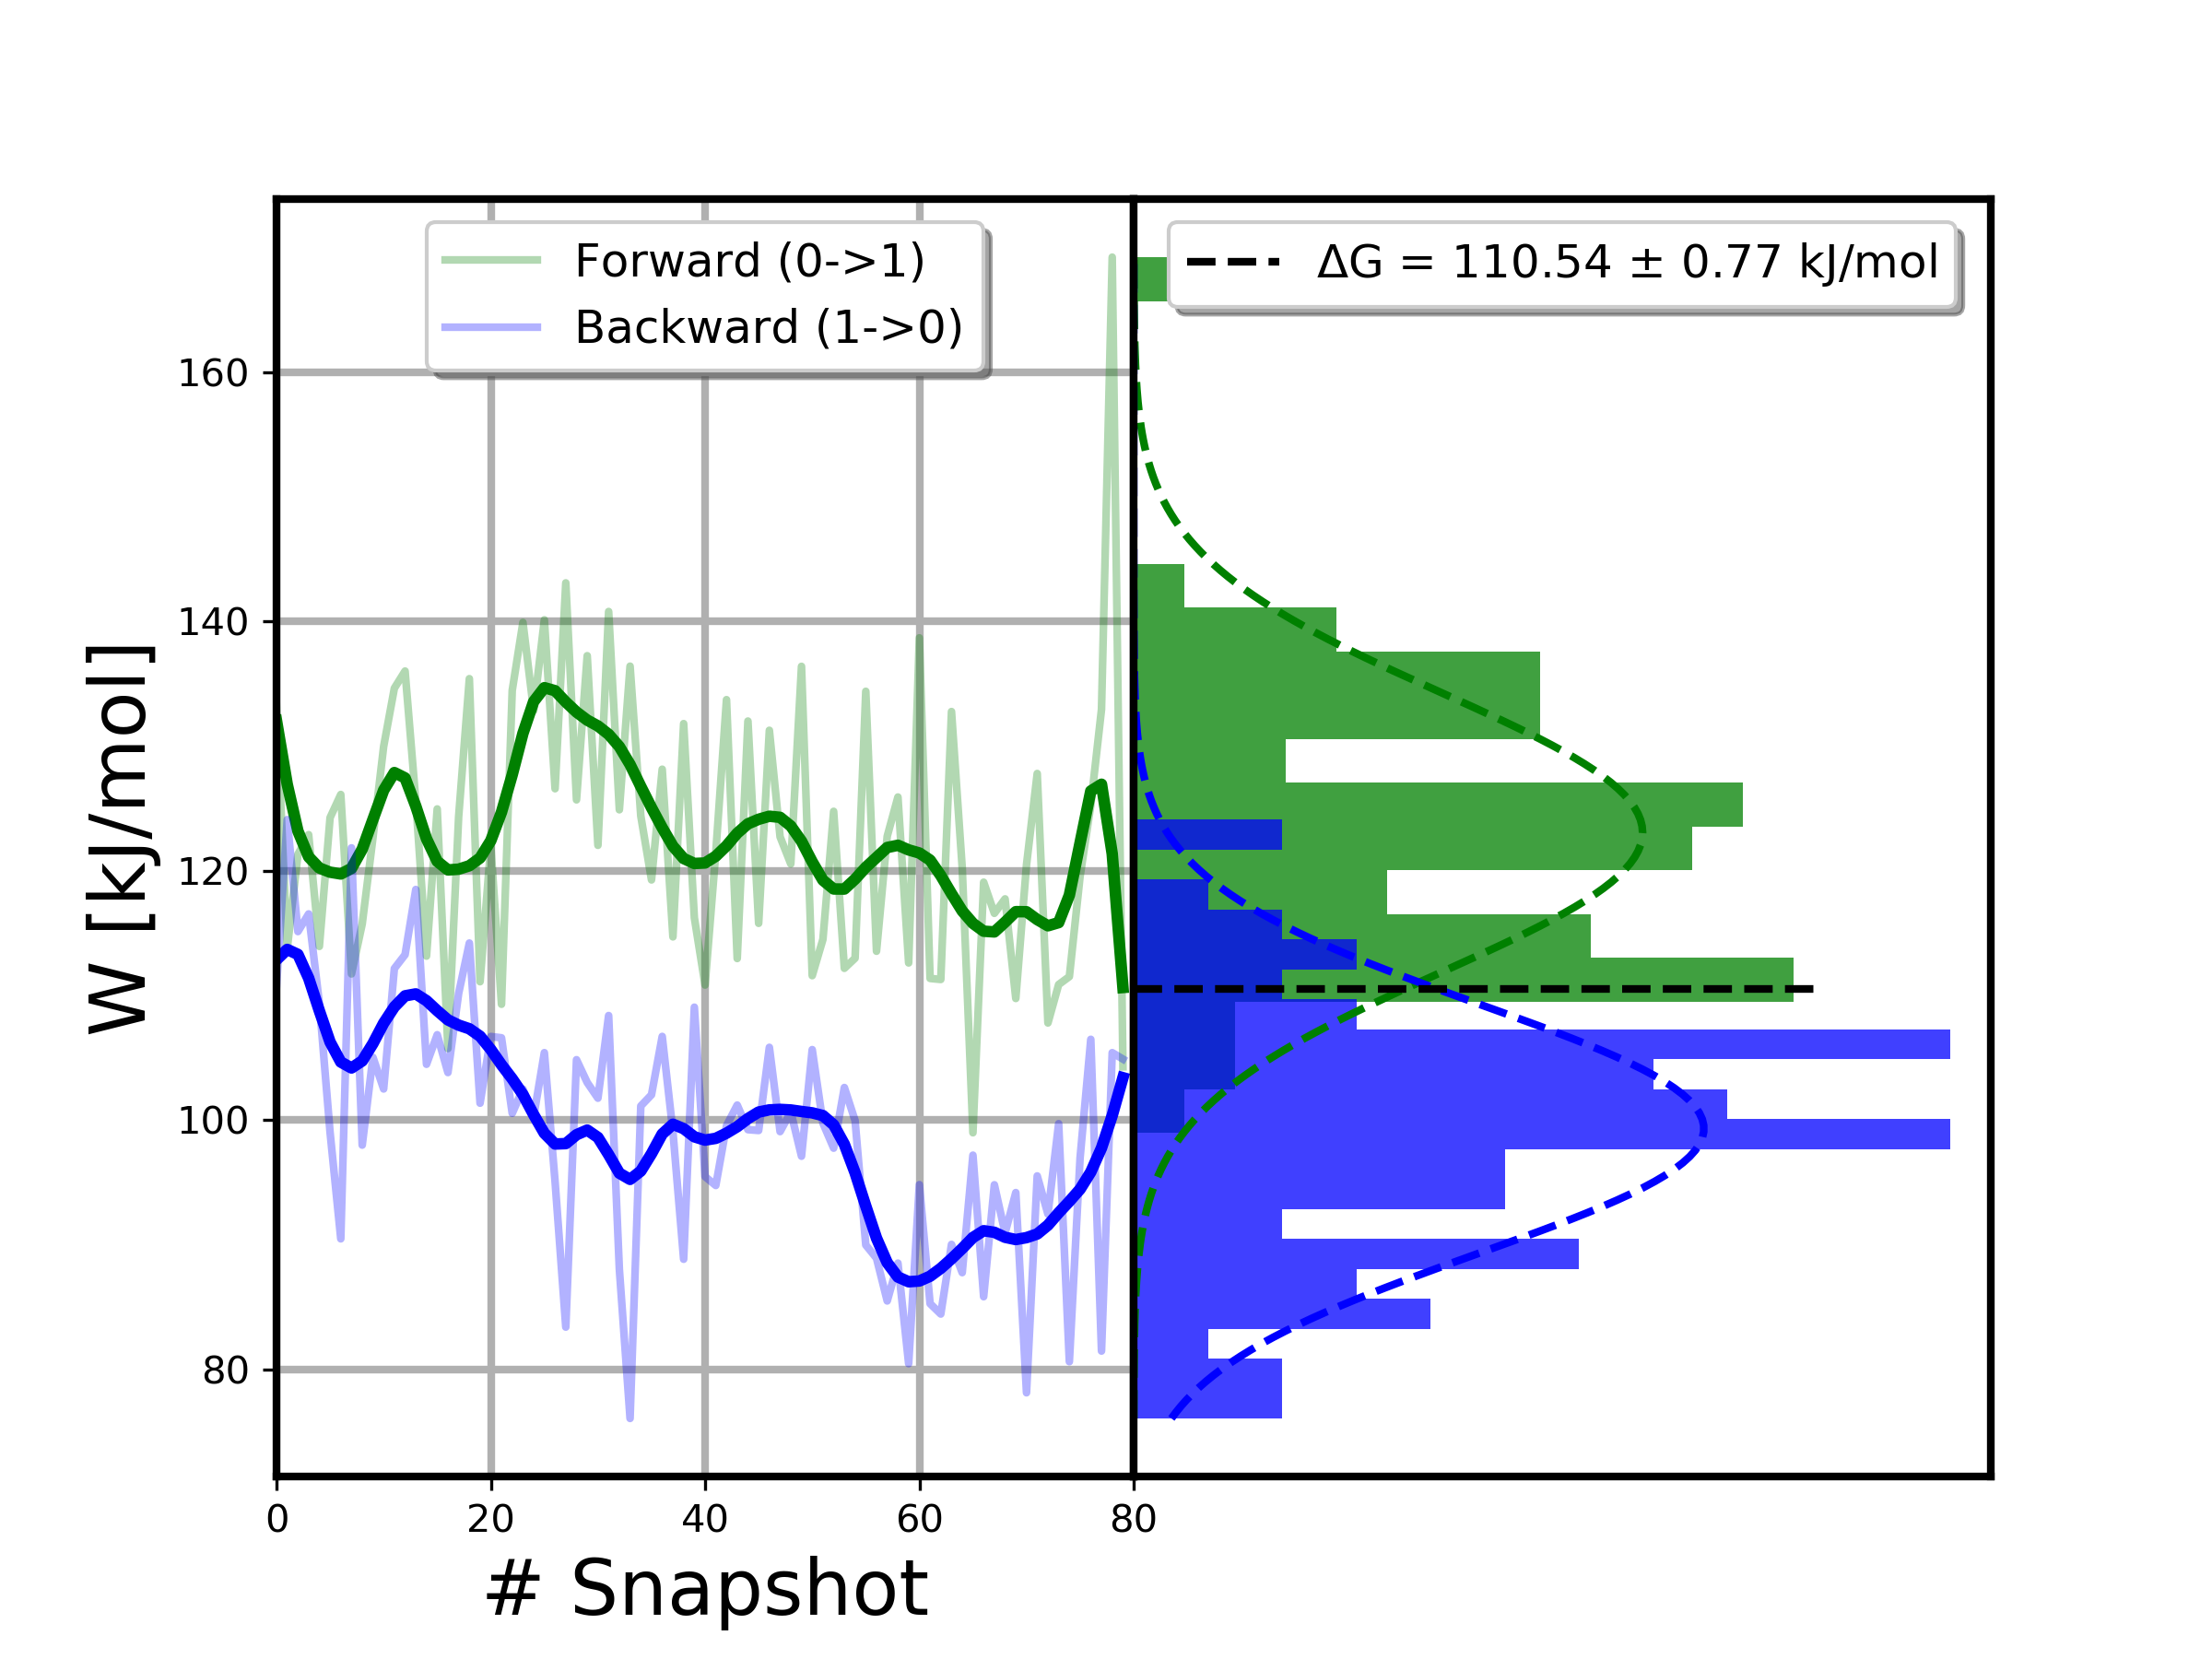 Forward (0->1)
Backward (1->0)
ΔG = 110.54 ± 0.77 kJ/mol
W [kJ/mol]
160
140
120
100
80
0 20 40 60 80
# Snapshot